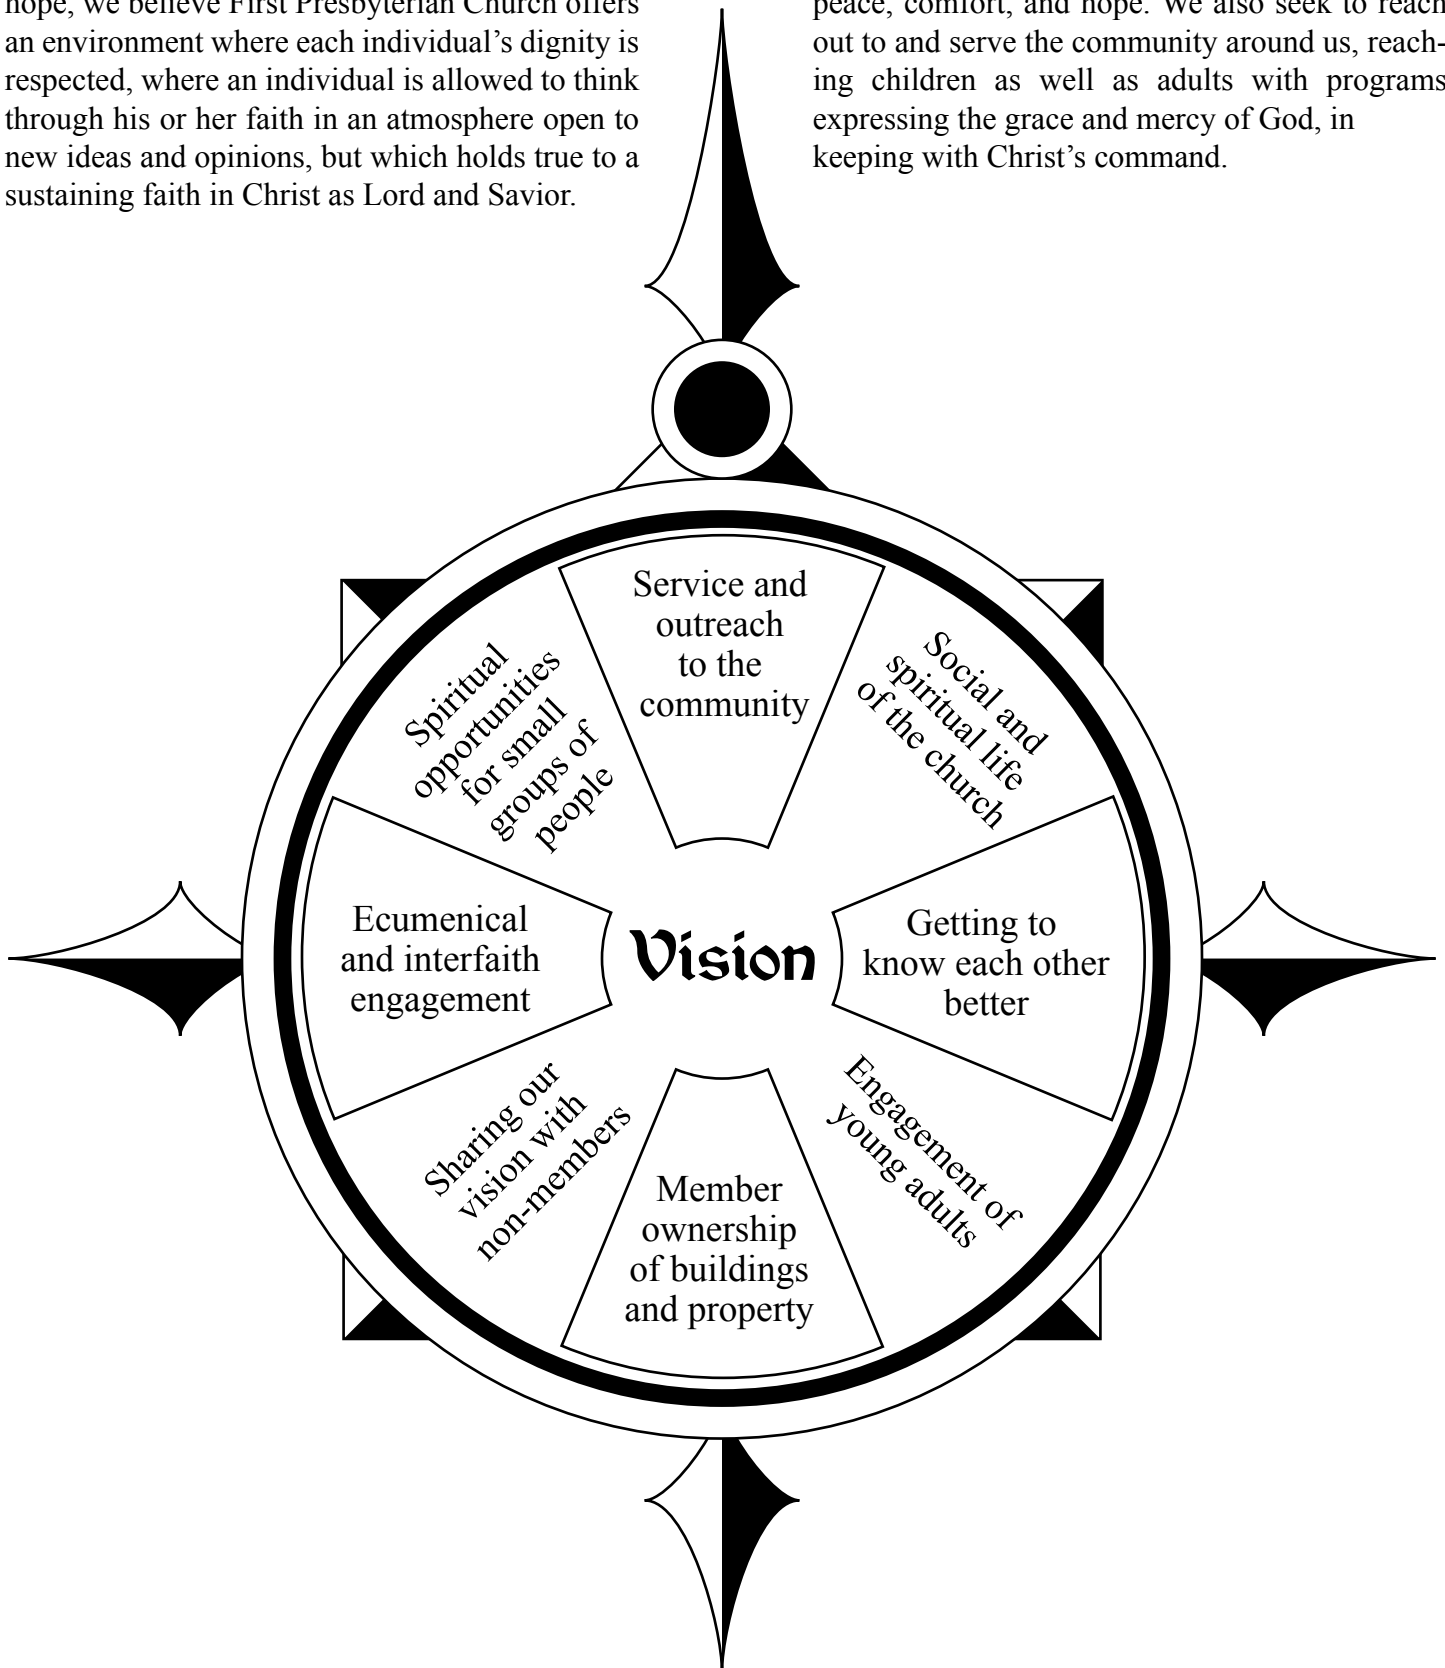 hope, we believe First Presbyterian Church offers
an environment where each individual’s dignity is
respected, where an individual is allowed to think
through his or her faith in an atmosphere open to
new ideas and opinions, but which holds true to a
sustaining faith in Christ as Lord and Savior.
peace, comfort, and hope. We also seek to reach
out to and serve the community around us, reach-
ing children as well as adults with programs
expressing the grace and mercy of God, in
keeping with Christ’s command.
Service and
outreach
to the
community
Social and
spiritual life
of the church
Getting to
know each other
better
Engagement of
young adults
Member
ownership
of buildings
and property
Sharing our
vision with
non-members
Ecumenical
and interfaith
engagement
Spiritual
opportunities
for small
groups of
people
Vision